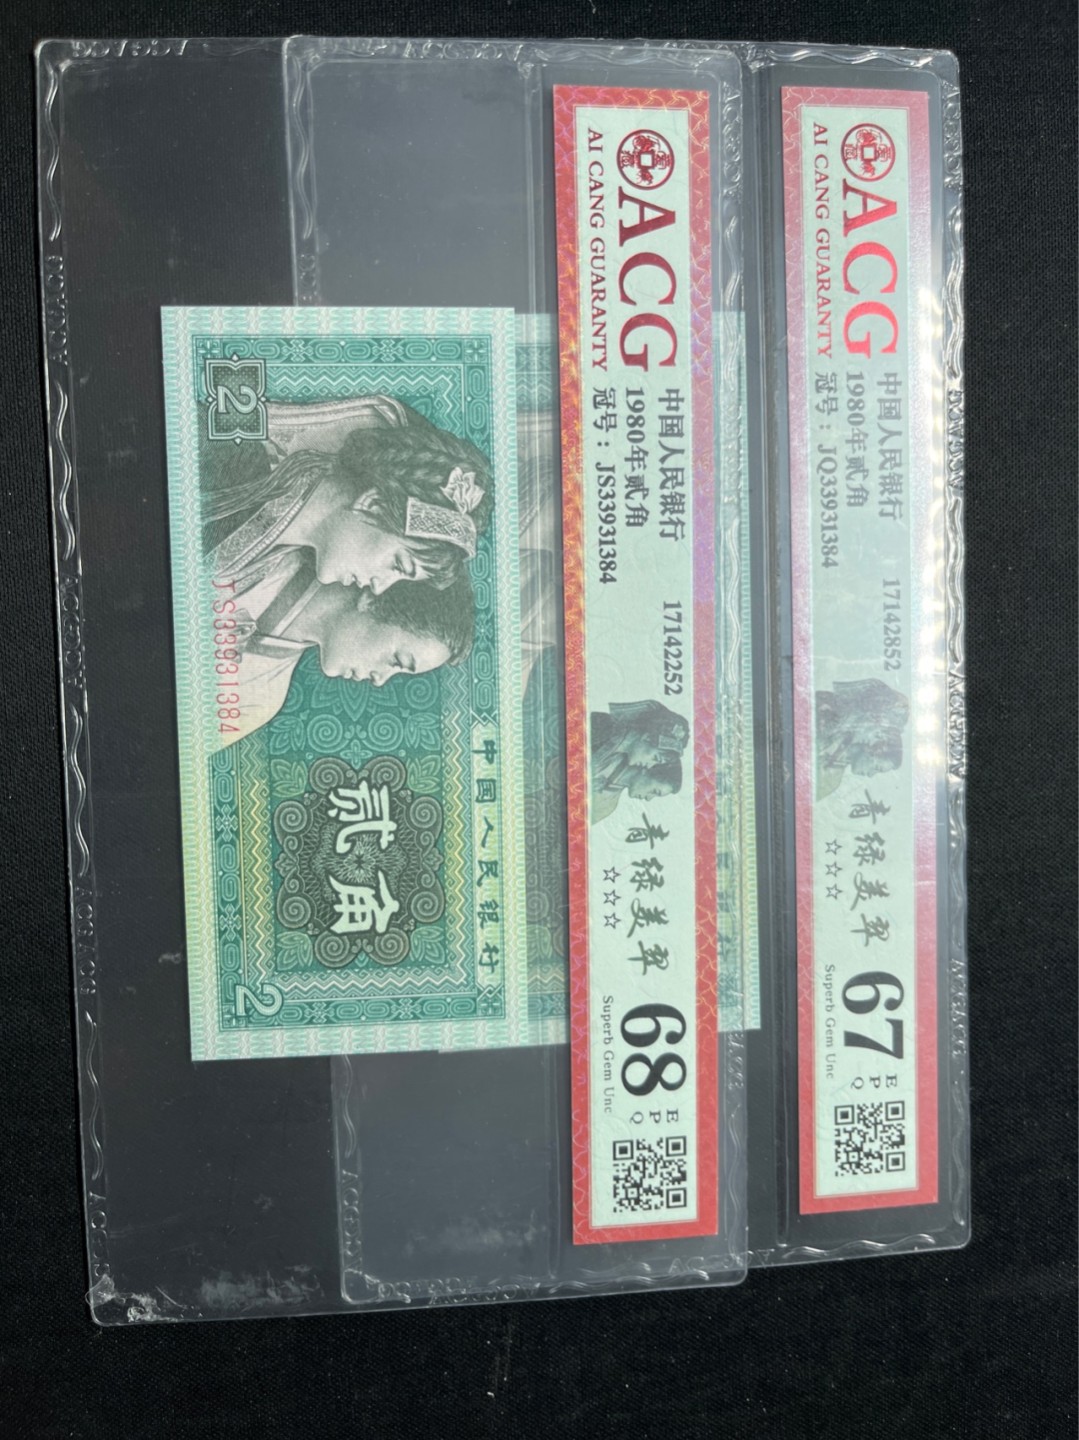 ACG
AI CANG GUARANTY
中国人民银行
1980年贰角
冠号：JQ33931384
17142852
青绿美翠
☆☆☆
67
EPQ
Superb Gem Unc
ACG
AI CANG GUARANTY
中国人民银行
1980年贰角
冠号：JS33931384
17142252
青绿美翠
☆☆☆
68
EPQ
Superb Gem Unc
中国人民银行
贰角
2
2
JS33931384